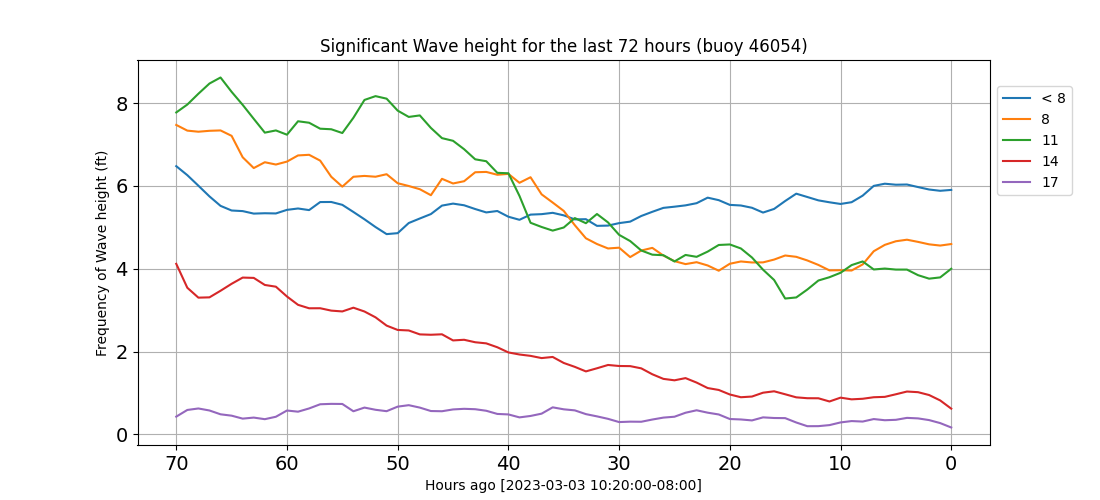 Significant Wave height for the last 72 hours (buoy 46054)
Frequency of Wave height (ft)
8
6
4
2
0
70 60 50 40 30 20 10 0
Hours ago [2023-03-03 10:20:00-08:00]
< 8
8
11
14
17